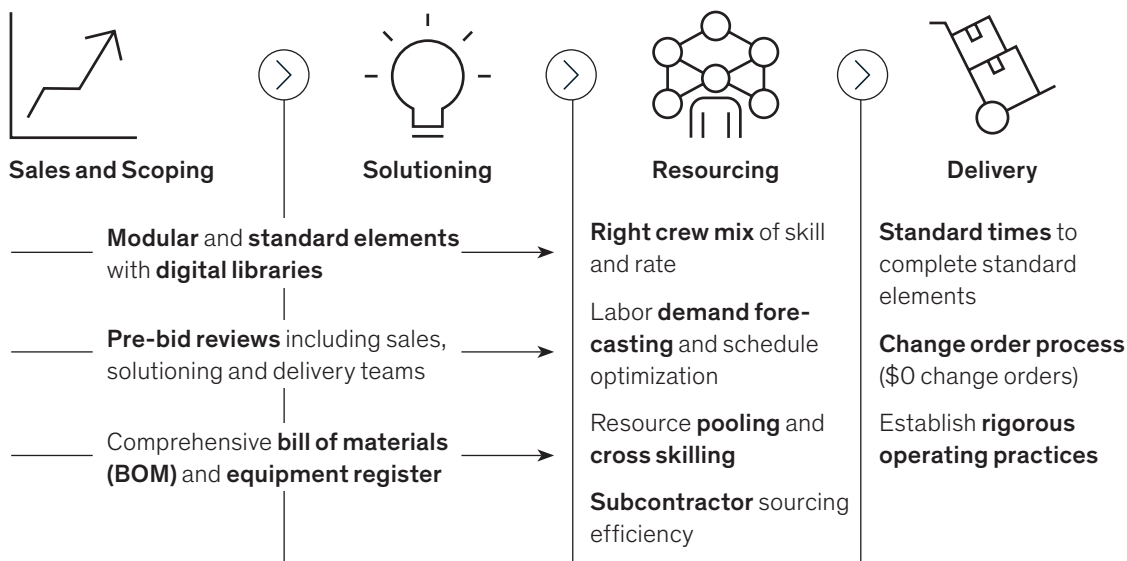 Sales and Scoping
Solutioning
Resourcing
Delivery
Modular and standard elements
with digital libraries
Pre-bid reviews including sales,
solutioning and delivery teams
Comprehensive bill of materials
(BOM) and equipment register
Right crew mix of skill
and rate
Labor demand fore-
casting and schedule
optimization
Resource pooling and
cross skilling
Subcontractor sourcing
efficiency
Standard times to
complete standard
elements
Change order process
($0 change orders)
Establish rigorous
operating practices